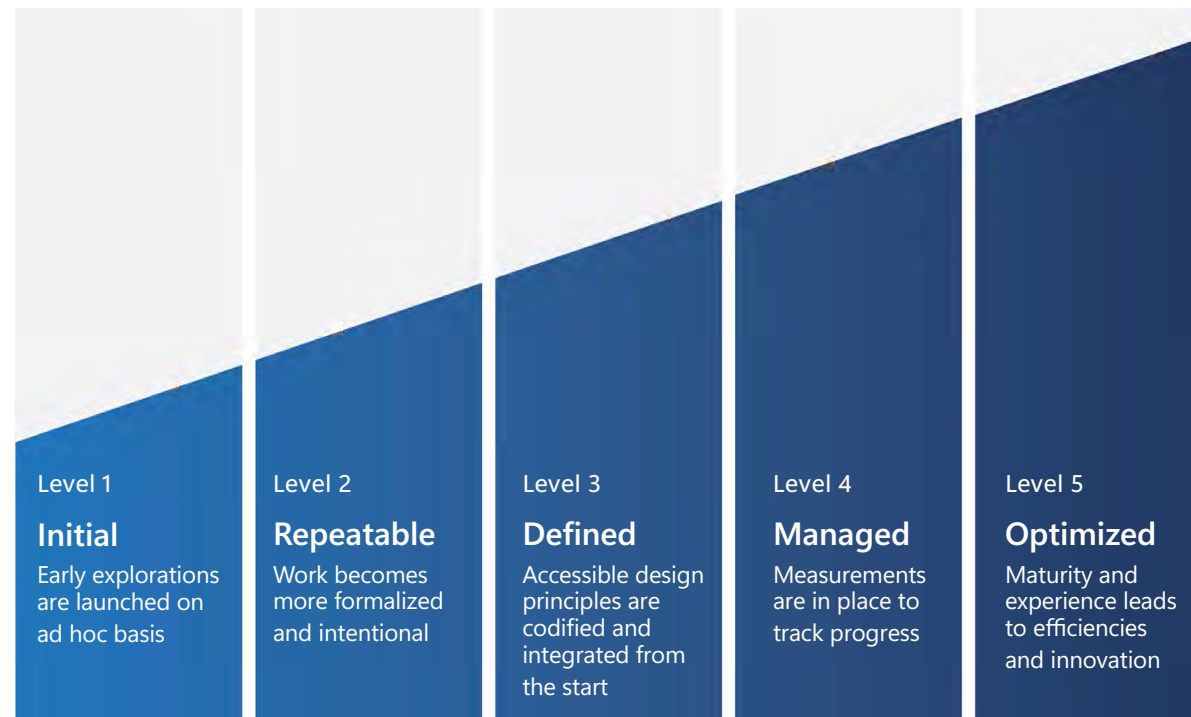 Level 1
Initial
Early explorations
are launched on
ad hoc basis
Level 2
Repeatable
Work becomes
more formalized
and intentional
Level 3
Defined
Accessible design
principles are
codified and
integrated from
the start
Level 4
Managed
Measurements
are in place to
track progress
Level 5
Optimized
Maturity and
experience leads
to efficiencies
and innovation